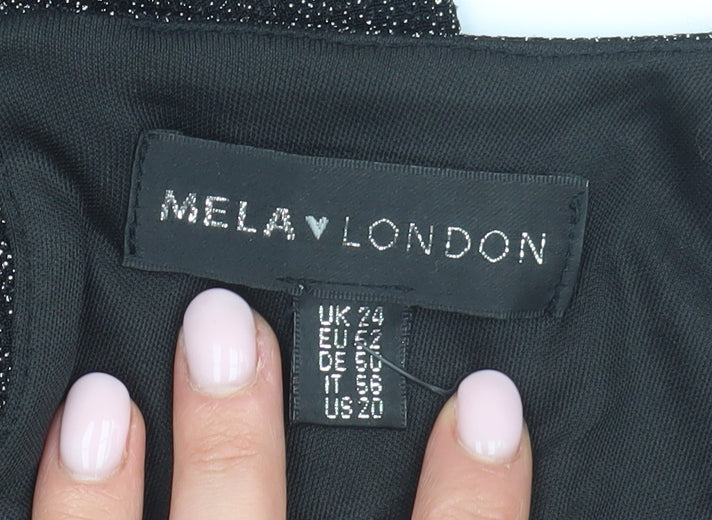 MELA♥LONDON
UK 24
EU 52
DE 50
IT 56
US 20